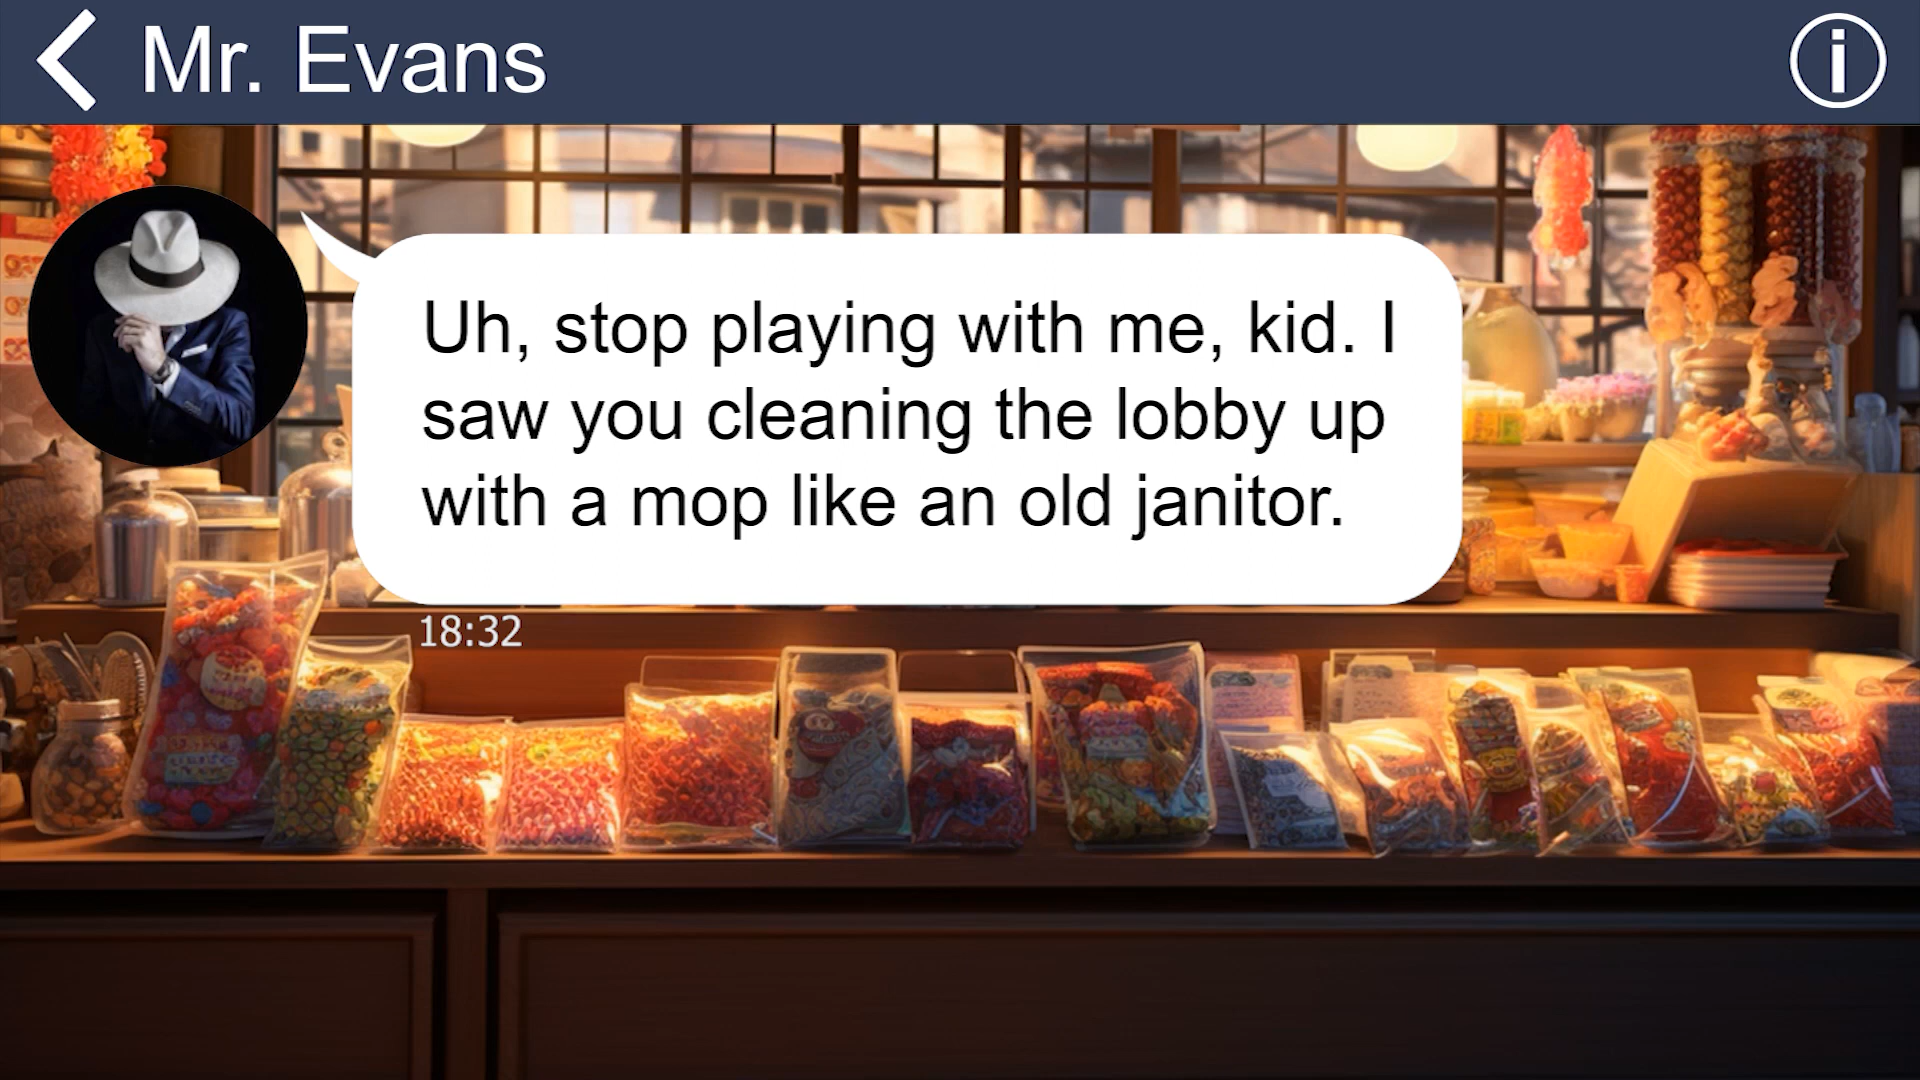 Mr. Evans
Uh, stop playing with me, kid. I
saw you cleaning the lobby up
with a mop like an old janitor.
18:32